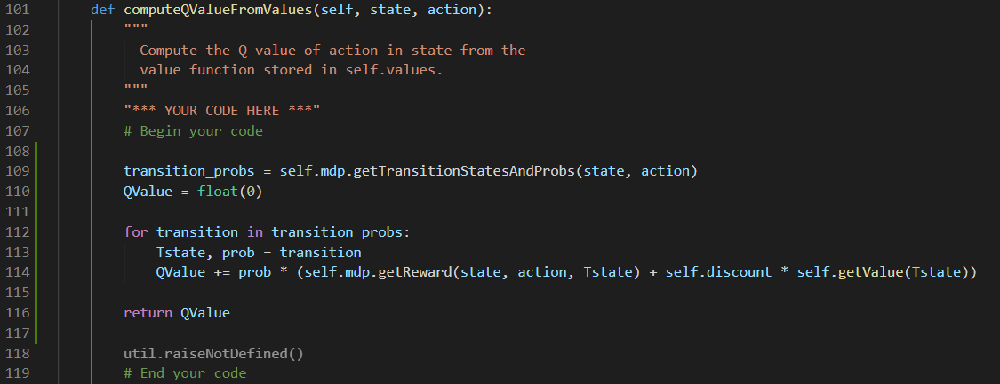 101 def computeQValueFromValues(self, state, action):
102 """
103 Compute the Q-value of action in state from the
104 value function stored in self.values.
105 """
106 "*** YOUR CODE HERE ***"
107 # Begin your code
108
109 transition_probs = self.mdp.getTransitionStatesAndProbs(state, action)
110 QValue = float(0)
111
112 for transition in transition_probs:
113 Tstate, prob = transition
114 QValue += prob * (self.mdp.getReward(state, action, Tstate) + self.discount * self.getValue(Tstate))
115
116 return QValue
117
118 util.raiseNotDefined()
119 # End your code